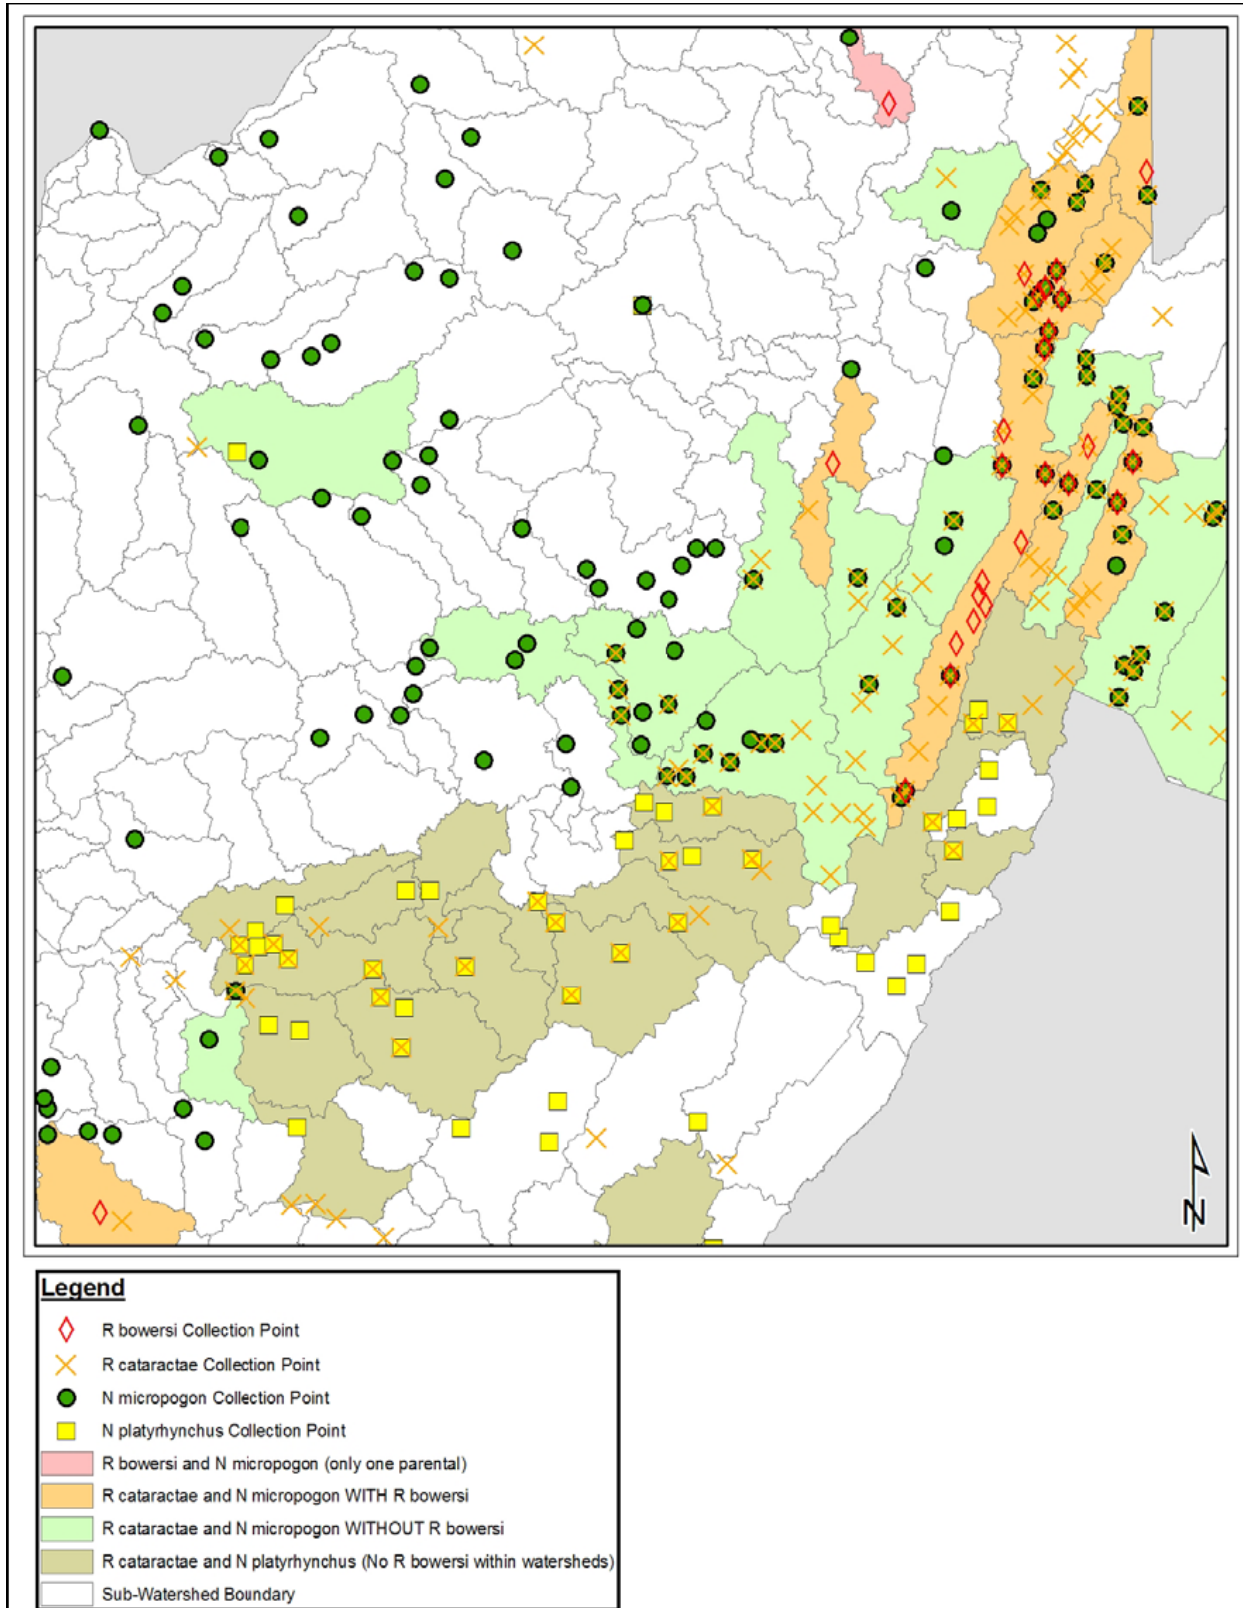 N
Legend
R bowersi Collection Point
R cataractae Collection Point
N micropogon Collection Point
N platyrhynchus Collection Point
R bowersi and N micropogon (only one parental)
R cataractae and N micropogon WITH R bowersi
R cataractae and N micropogon WITHOUT R bowersi
R cataractae and N platyrhynchus (No R bowersi within watersheds)
Sub-Watershed Boundary